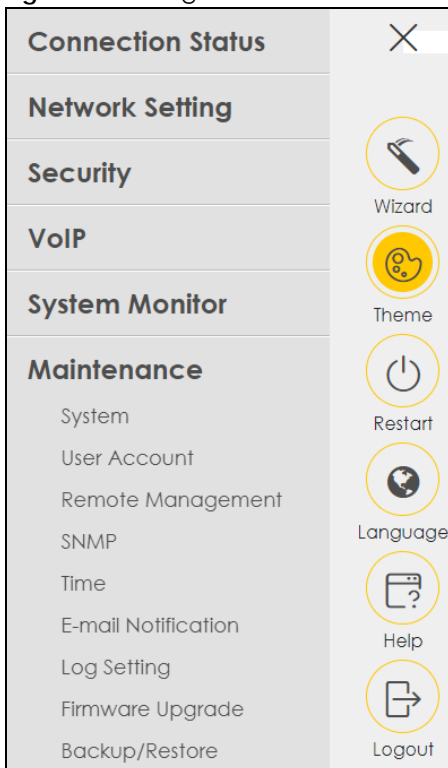 Connection Status
Network Setting
Security
VoIP
System Monitor
Maintenance
System
User Account
Remote Management
SNMP
Time
E-mail Notification
Log Setting
Firmware Upgrade
Backup/Restore
Wizard
Theme
Restart
Language
Help
Logout